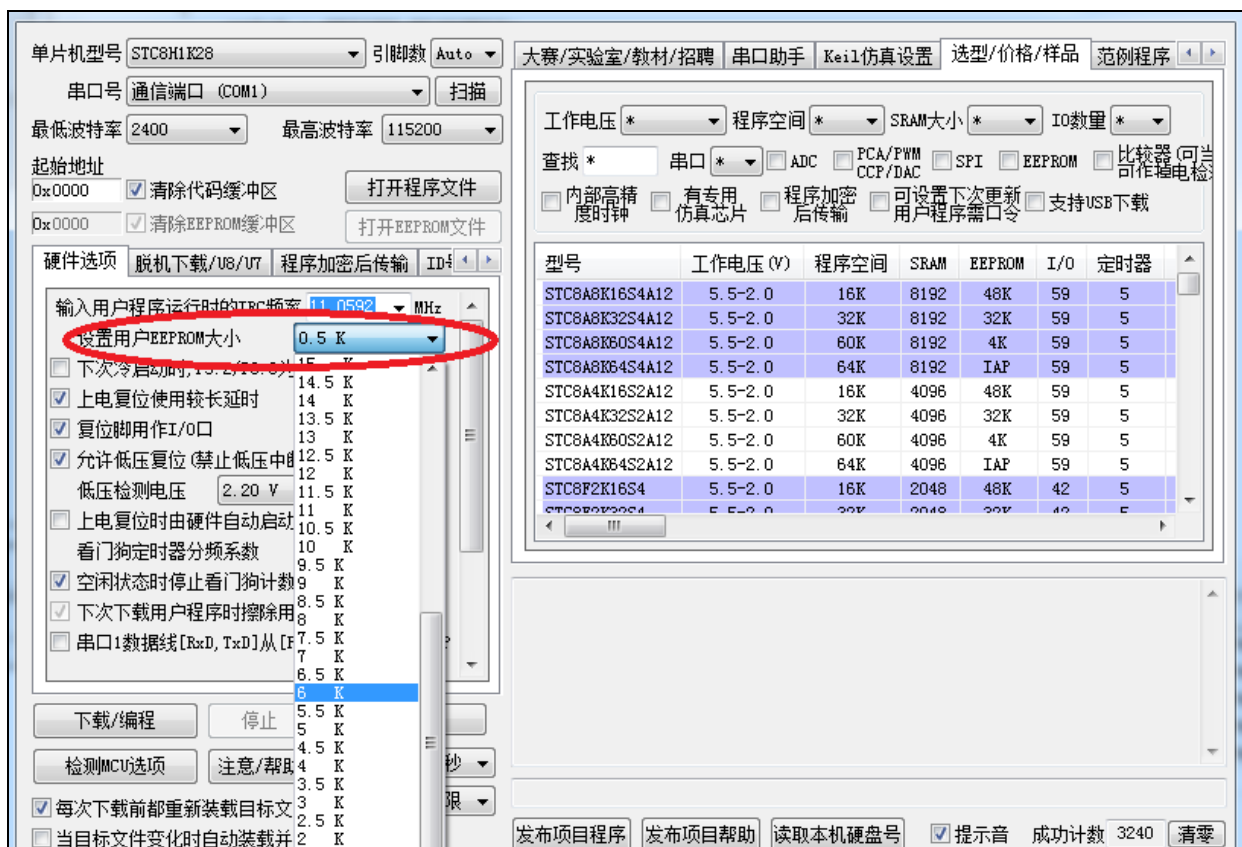 单片机型号 STC8H1K28 引脚数 Auto
串口号 通信端口 (COM1) 扫描
最低波特率 2400 最高波特率 115200
起始地址
0x0000 清除代码缓冲区 打开程序文件
0x0000 清除EEPROM缓冲区 打开EEPROM文件
硬件选项 脱机下载/U8/U7 程序加密后传输
输入用户程序运行时的IRC频率 11.0592 MHz
设置用户EEPROM大小 0.5 K
下次冷启动时,
上电复位使用较长延时
复位脚用作I/O口
允许低压复位(禁止低压中
低压检测电压 2.20 V
上电复位时由硬件自动启动
看门狗定时器分频系数
空闲状态时停止看门狗计数
下次下载用户程序时擦除用
串口1数据线[RxD,TxD]从[
15 K
14.5 K
14 K
13.5 K
13 K
12.5 K
12 K
11.5 K
11 K
10.5 K
10 K
9.5 K
9 K
8.5 K
8 K
7.5 K
7 K
6.5 K
6 K
5.5 K
5 K
4.5 K
4 K
3.5 K
3 K
2.5 K
2 K
下载/编程 停止
检测MCU选项 注意/帮助 秒
限
每次下载前都重新装载目标文
当目标文件变化时自动装载并
大赛/实验室/教材/招聘 串口助手 Keil仿真设置 选型/价格/样品 范例程序
工作电压 * 程序空间 * SRAM大小 * IO数量 *
查找 * 串口 * ADC PCA/PWM CCP/DAC SPI EEPROM 比较器(可当可作掉电检
内部高精度时钟 有专用仿真芯片 程序加密后传输 可设置下次更新用户程序需口令 支持USB下载
型号 工作电压(V) 程序空间 SRAM EEPROM I/O 定时器
STC8A8K16S4A12 5.5-2.0 16K 8192 48K 59 5
STC8A8K32S4A12 5.5-2.0 32K 8192 32K 59 5
STC8A8K60S4A12 5.5-2.0 60K 8192 4K 59 5
STC8A8K64S4A12 5.5-2.0 64K 8192 IAP 59 5
STC8A4K16S2A12 5.5-2.0 16K 4096 48K 59 5
STC8A4K32S2A12 5.5-2.0 32K 4096 32K 59 5
STC8A4K60S2A12 5.5-2.0 60K 4096 4K 59 5
STC8A4K64S2A12 5.5-2.0 64K 4096 IAP 59 5
STC8F2K16S4 5.5-2.0 16K 2048 48K 42 5
STC8F2K32S4 5.5-2.0 32K 2048 32K 42 5
发布项目程序 发布项目帮助 读取本机硬盘号 提示音 成功计数 3240 清零